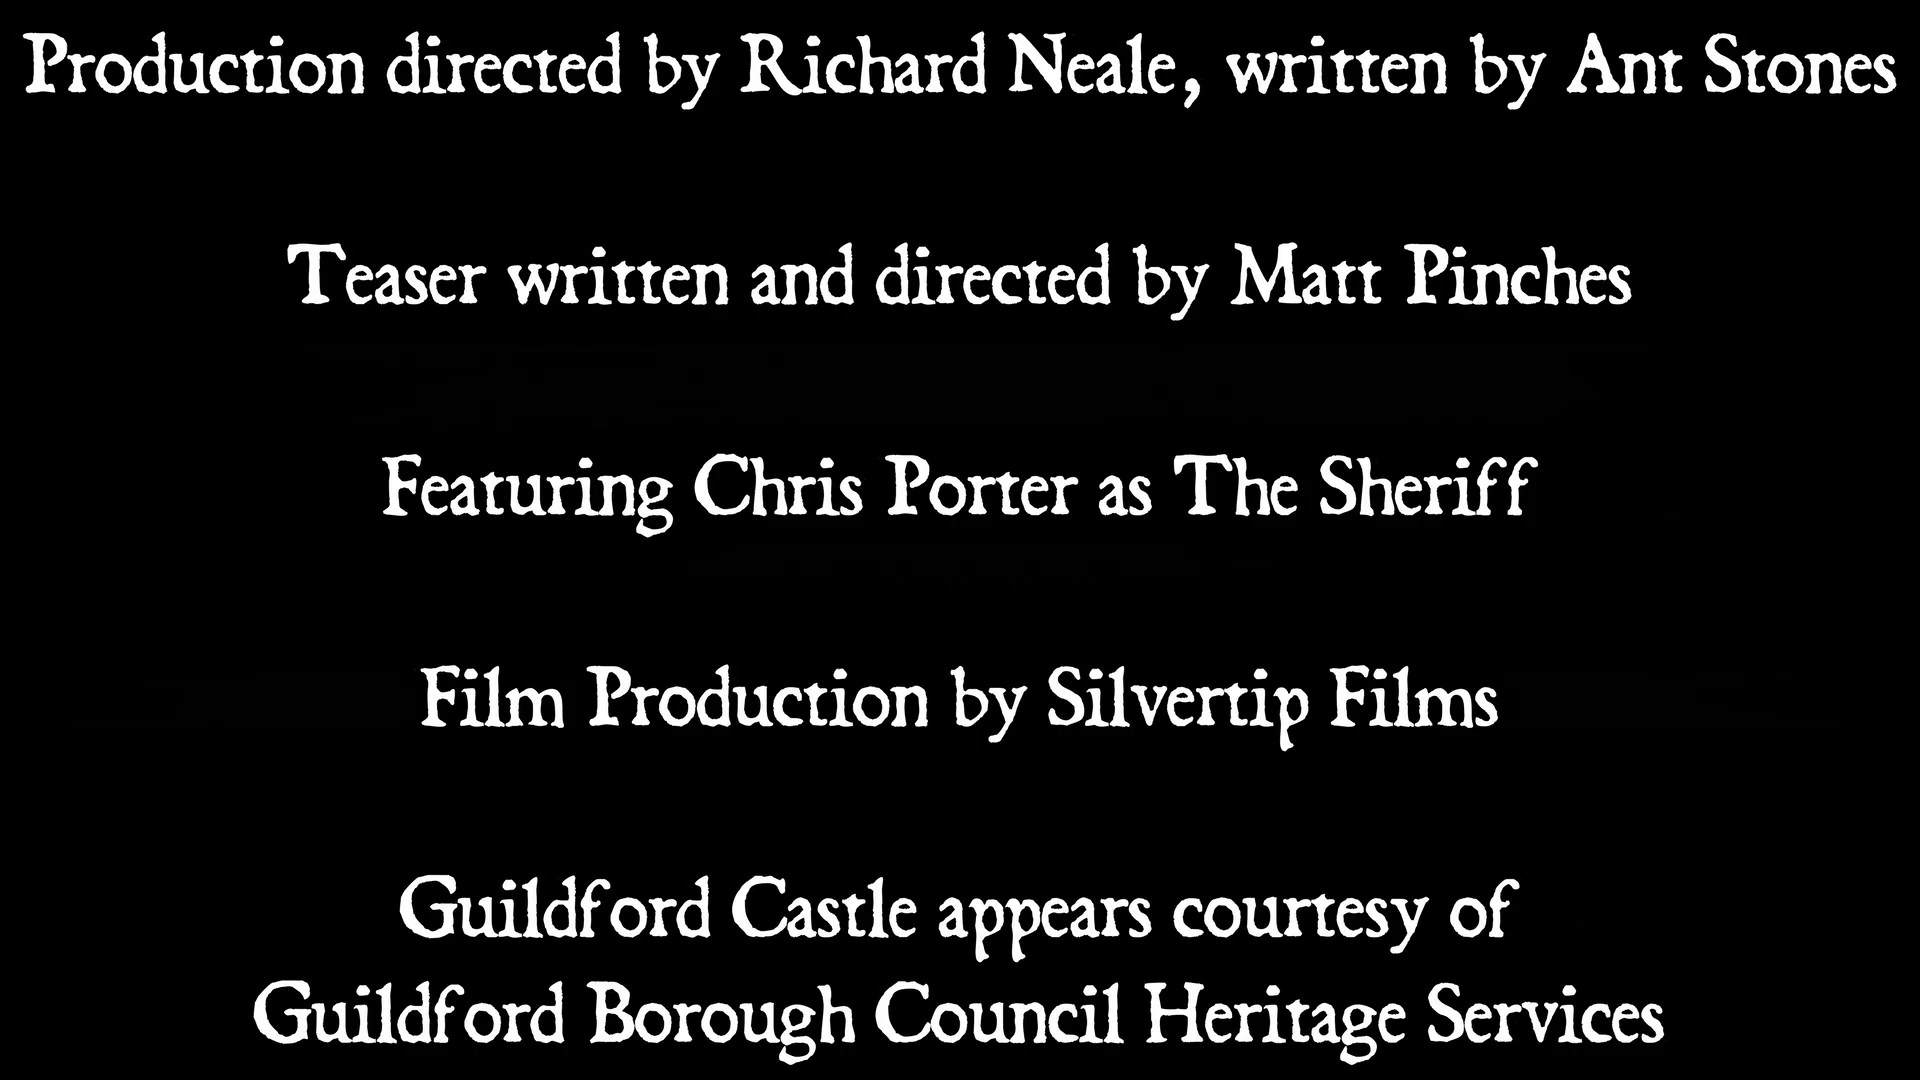 Production directed by Richard Neale, written by Ant Stones
Teaser written and directed by Matt Pinches
Featuring Chris Porter as The Sheriff
Film Production by Silvertip Films
Guildford Castle appears courtesy of
Guildford Borough Council Heritage Services